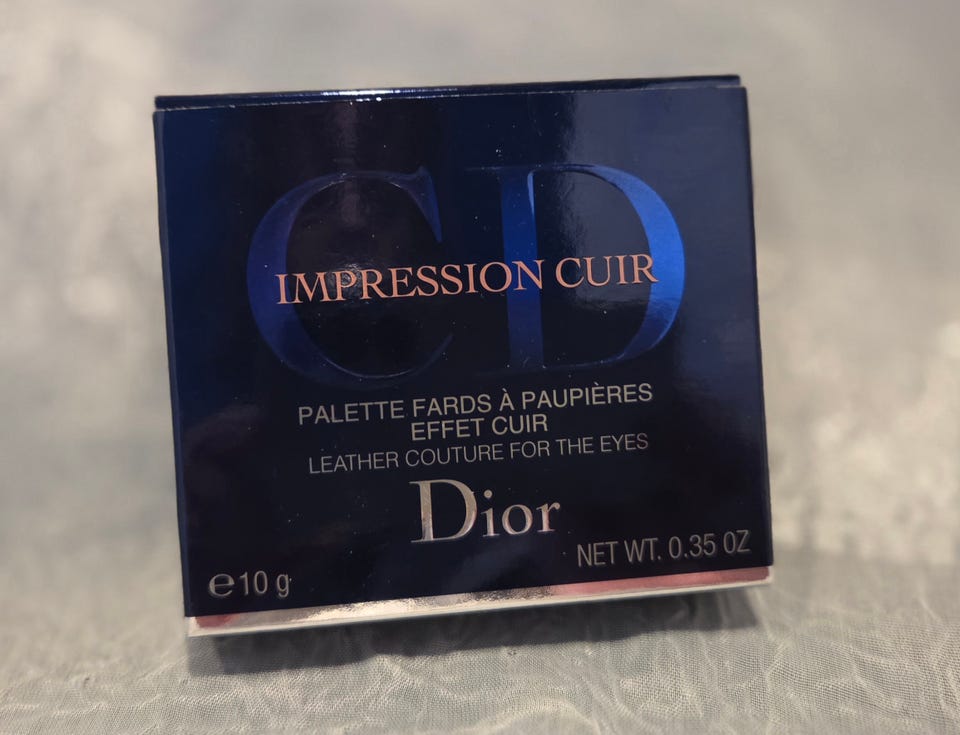 CD
IMPRESSION CUIR
PALETTE FARDS À PAUPIÈRES
EFFET CUIR
LEATHER COUTURE FOR THE EYES
Dior
NET WT. 0.35 OZ
℮10 g